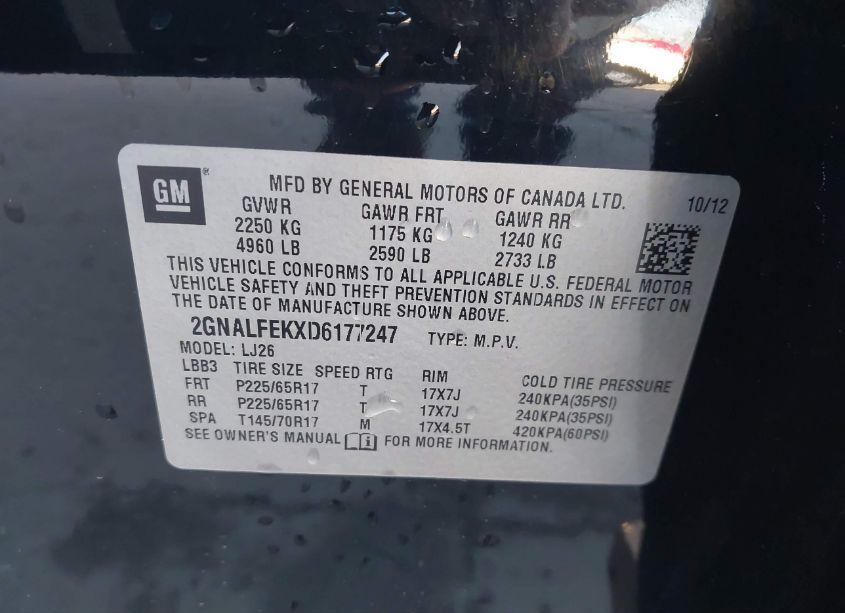 GM®
MFD BY GENERAL MOTORS OF CANADA LTD. 10/12
GVWR GAWR FRT GAWR RR
2250 KG 1175 KG 1240 KG
4960 LB 2590 LB 2733 LB
THIS VEHICLE CONFORMS TO ALL APPLICABLE U.S. FEDERAL MOTOR
VEHICLE SAFETY AND THEFT PREVENTION STANDARDS IN EFFECT ON
THE DATE OF MANUFACTURE SHOWN ABOVE.
2GNALFEKXD6177247 TYPE: M.P.V.
MODEL: LJ26
LBB3 TIRE SIZE SPEED RTG RIM COLD TIRE PRESSURE
FRT P225/65R17 T 17X7J 240KPA(35PSI)
RR P225/65R17 T 17X7J 240KPA(35PSI)
SPA T145/70R17 M 17X4.5T 420KPA(60PSI)
SEE OWNER'S MANUAL i FOR MORE INFORMATION.